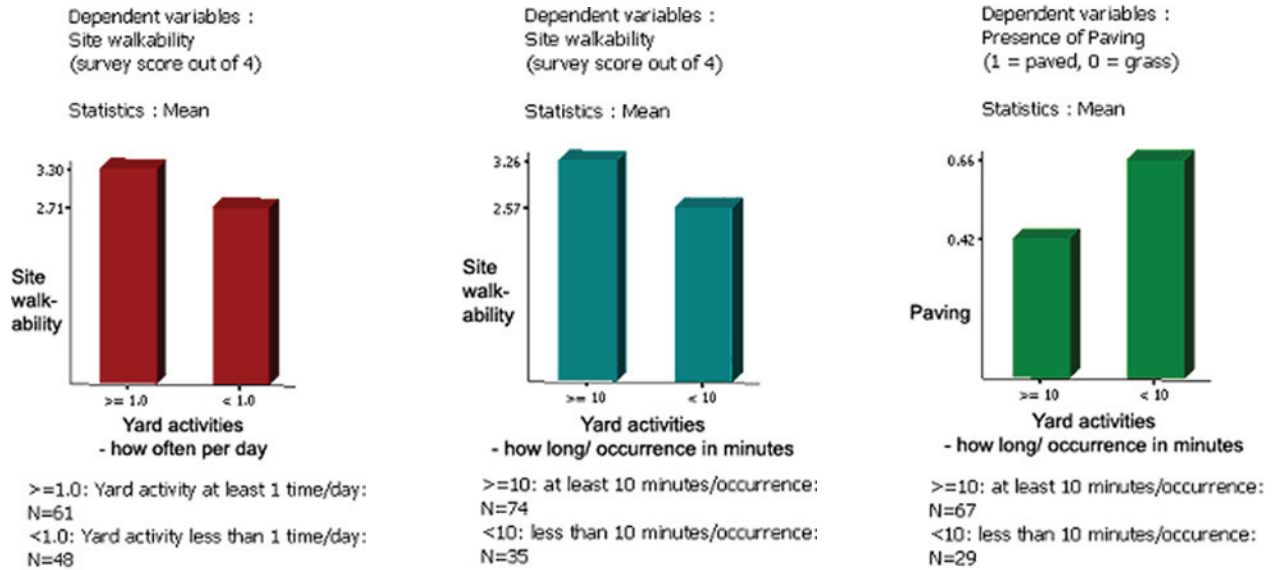 Dependent variables :
Site walkability
(survey score out of 4)
Statistics : Mean
3.30
2.71
Site
walk-
ability
>= 1.0
< 1.0
Yard activities
- how often per day
>=1.0: Yard activity at least 1 time/day:
N=61
<1.0: Yard activity less than 1 time/day:
N=48
Dependent variables :
Site walkability
(survey score out of 4)
Statistics : Mean
3.26
2.57
Site
walk-
ability
>= 10
< 10
Yard activities
- how long/ occurrence in minutes
>=10: at least 10 minutes/occurrence:
N=74
<10: less than 10 minutes/occurence:
N=35
Dependent variables :
Presence of Paving
(1 = paved, 0 = grass)
Statistics : Mean
0.66
0.42
Paving
>= 10
< 10
Yard activities
- how long/ occurrence in minutes
>=10: at least 10 minutes/occurrence:
N=67
<10: less than 10 minutes/occurence:
N=29